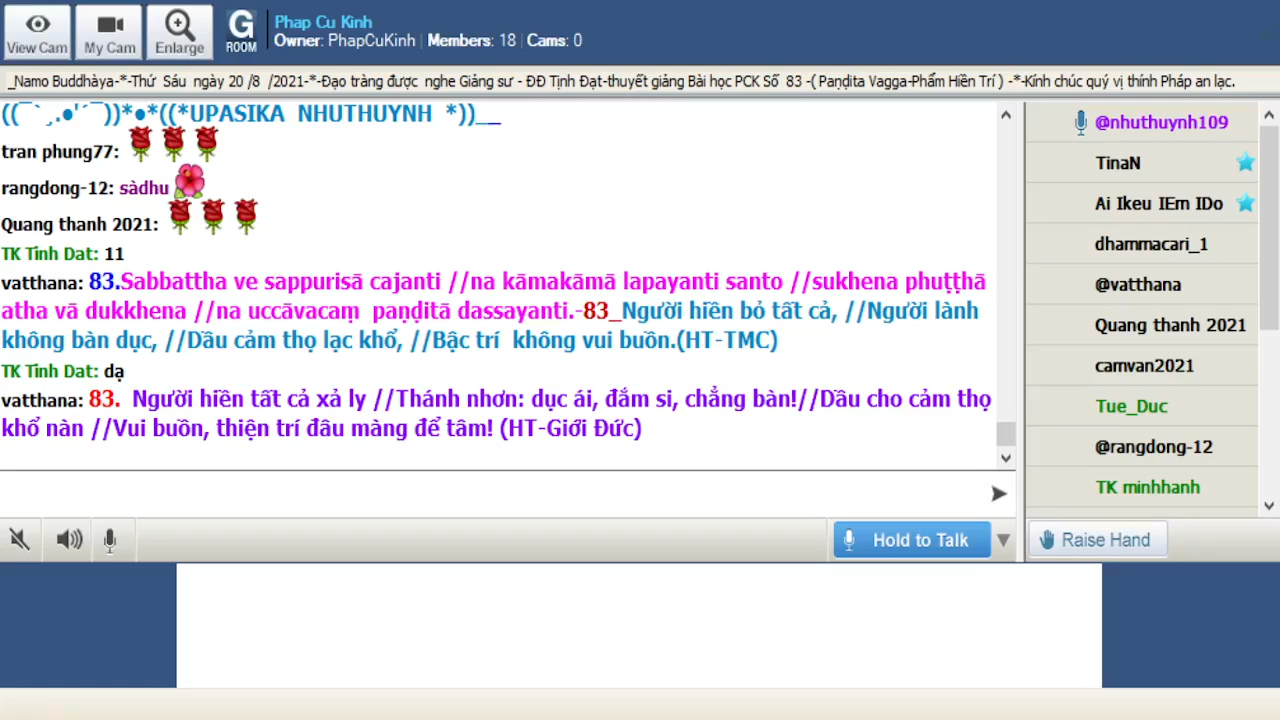 View Cam
My Cam
Enlarge
G
ROOM
Phap Cu Kinh
Owner: PhapCuKinh | Members: 18 | Cams: 0
_Namo Buddhàya-*-Thứ Sáu ngày 20 /8 /2021-*-Đạo tràng được nghe Giảng sư - ĐĐ Tịnh Đạt-thuyết giảng Bài học PCK Số 83 -( Paṇḍita Vagga-Phẩm Hiền Trí ) -*-Kính chúc quý vị thính Pháp an lạc.
((¯`¸.●'´¯))*●*((*UPASIKA NHUTHUYNH *))__
tran phung77:
rangdong-12: sàdhu
Quang thanh 2021:
TK Tinh Dat: 11
vatthana: 83.Sabbattha ve sappurisā cajanti //na kāmakāmā lapayanti santo //sukhena phuṭṭhā
atha vā dukkhena //na uccāvacaṃ paṇḍitā dassayanti.-83_Người hiền bỏ tất cả, //Người lành
không bàn dục, //Dầu cảm thọ lạc khổ, //Bậc trí không vui buồn.(HT-TMC)
TK Tinh Dat: dạ
vatthana: 83. Người hiền tất cả xả ly //Thánh nhơn: dục ái, đắm si, chẳng bàn!//Dầu cho cảm thọ
khổ nàn //Vui buồn, thiện trí đâu màng để tâm! (HT-Giới Đức)
Hold to Talk
@nhuthuynh109
TinaN
Ai Ikeu IEm IDo
dhammacari_1
@vatthana
Quang thanh 2021
camvan2021
Tue_Duc
@rangdong-12
TK minhhanh
Raise Hand